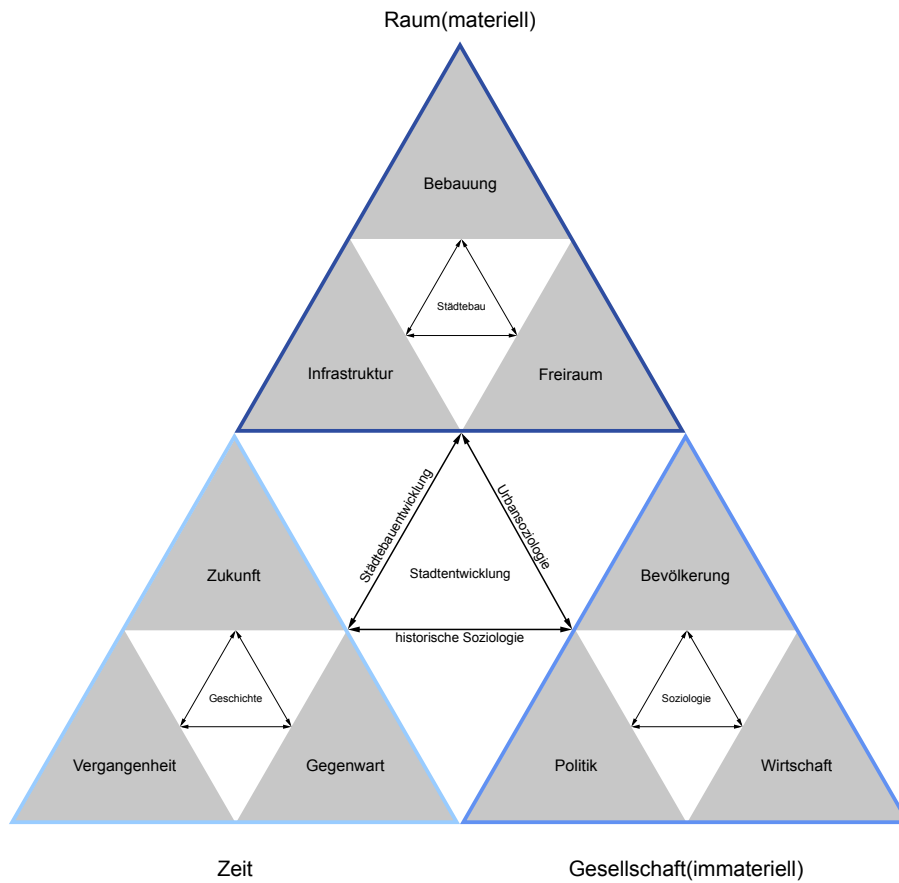 Raum(materiell)
Bebauung
Städtebau
Infrastruktur
Freiraum
Städtebauentwicklung
Urbansoziologie
Stadtentwicklung
historische Soziologie
Zukunft
Bevölkerung
Geschichte
Soziologie
Vergangenheit
Gegenwart
Politik
Wirtschaft
Zeit
Gesellschaft(immateriell)